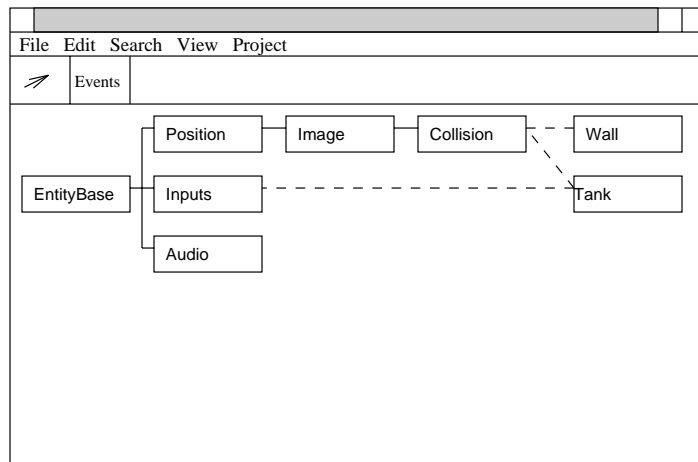 File Edit Search View Project
Events
Position Image Collision Wall
EntityBase Inputs Tank
Audio